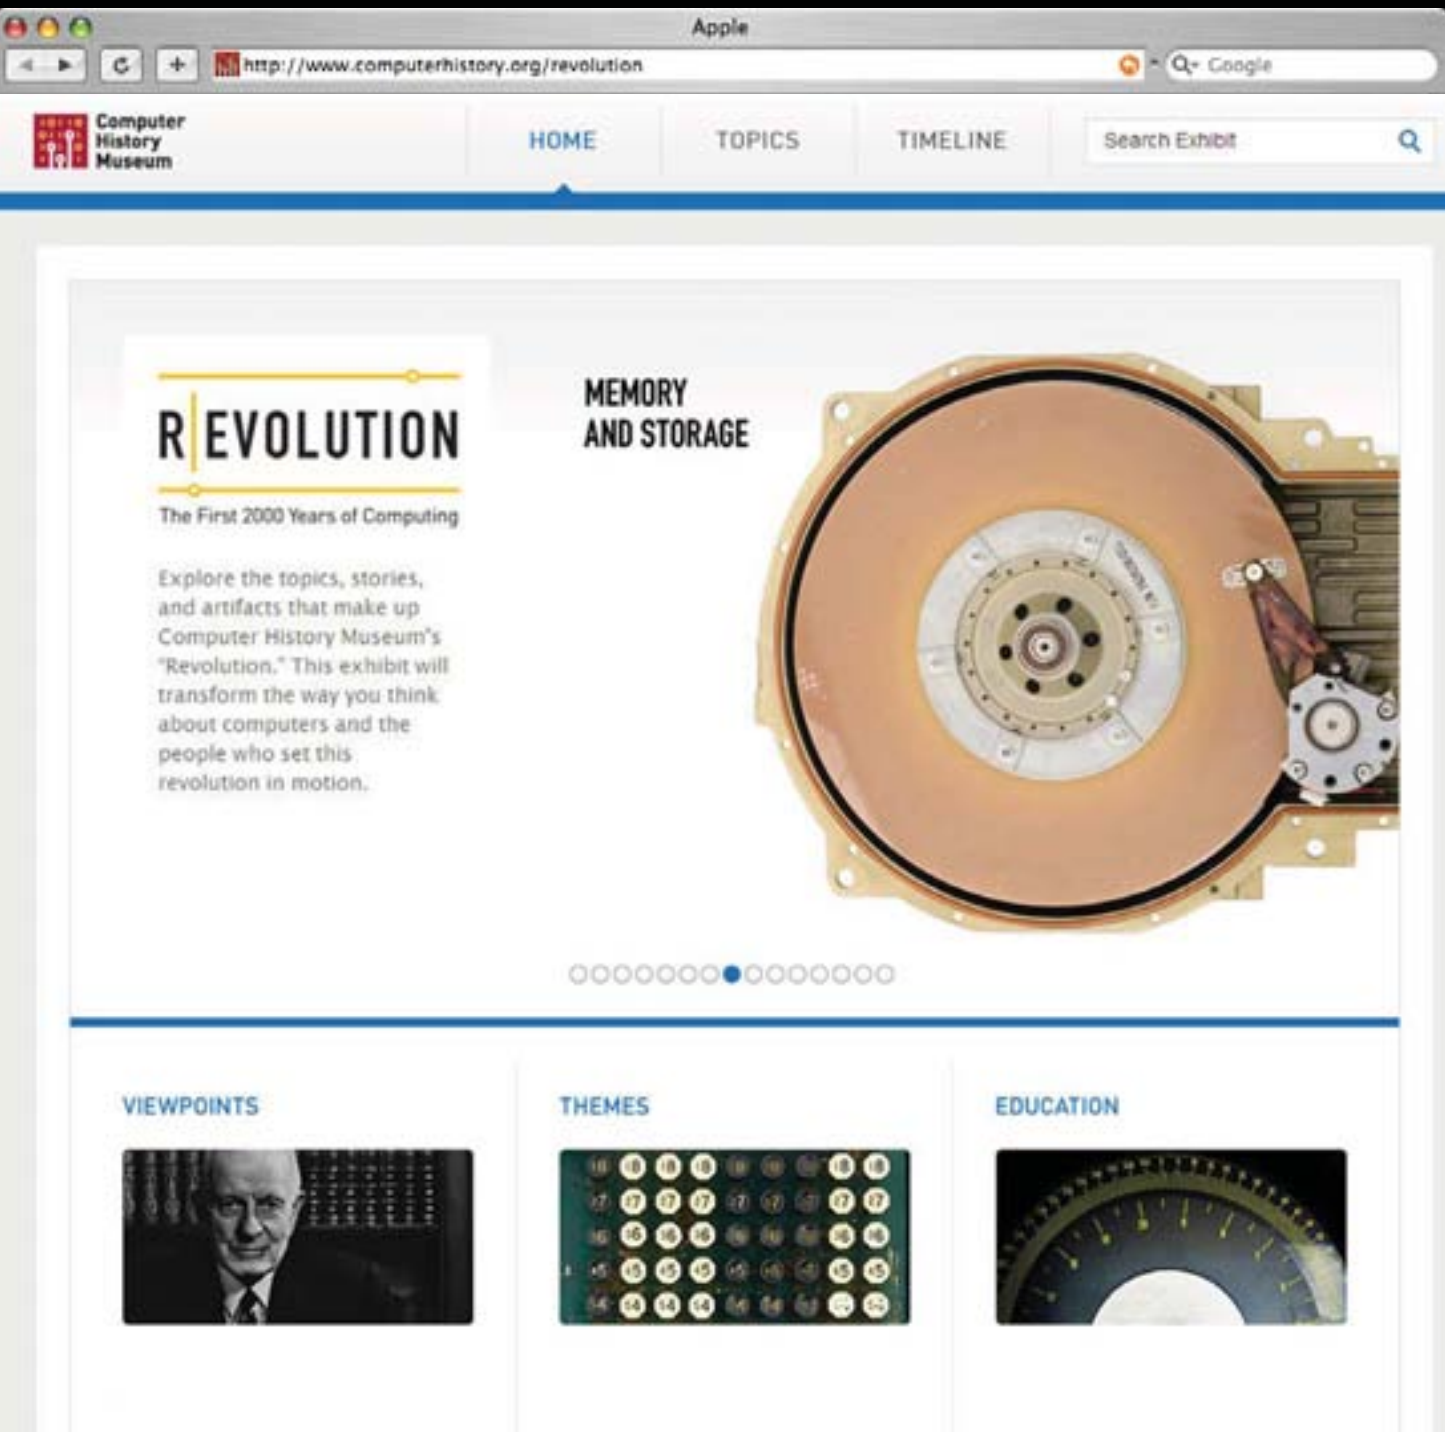 Apple
http://www.computerhistory.org/revolution
Google
Computer
History
Museum
HOME
TOPICS
TIMELINE
Search Exhibit
R|EVOLUTION
The First 2000 Years of Computing
Explore the topics, stories,
and artifacts that make up
Computer History Museum"s
"Revolution." This exhibit will
transform the way you think
about computers and the
people who set this
revolution in motion.
MEMORY
AND STORAGE
VIEWPOINTS
THEMES
EDUCATION